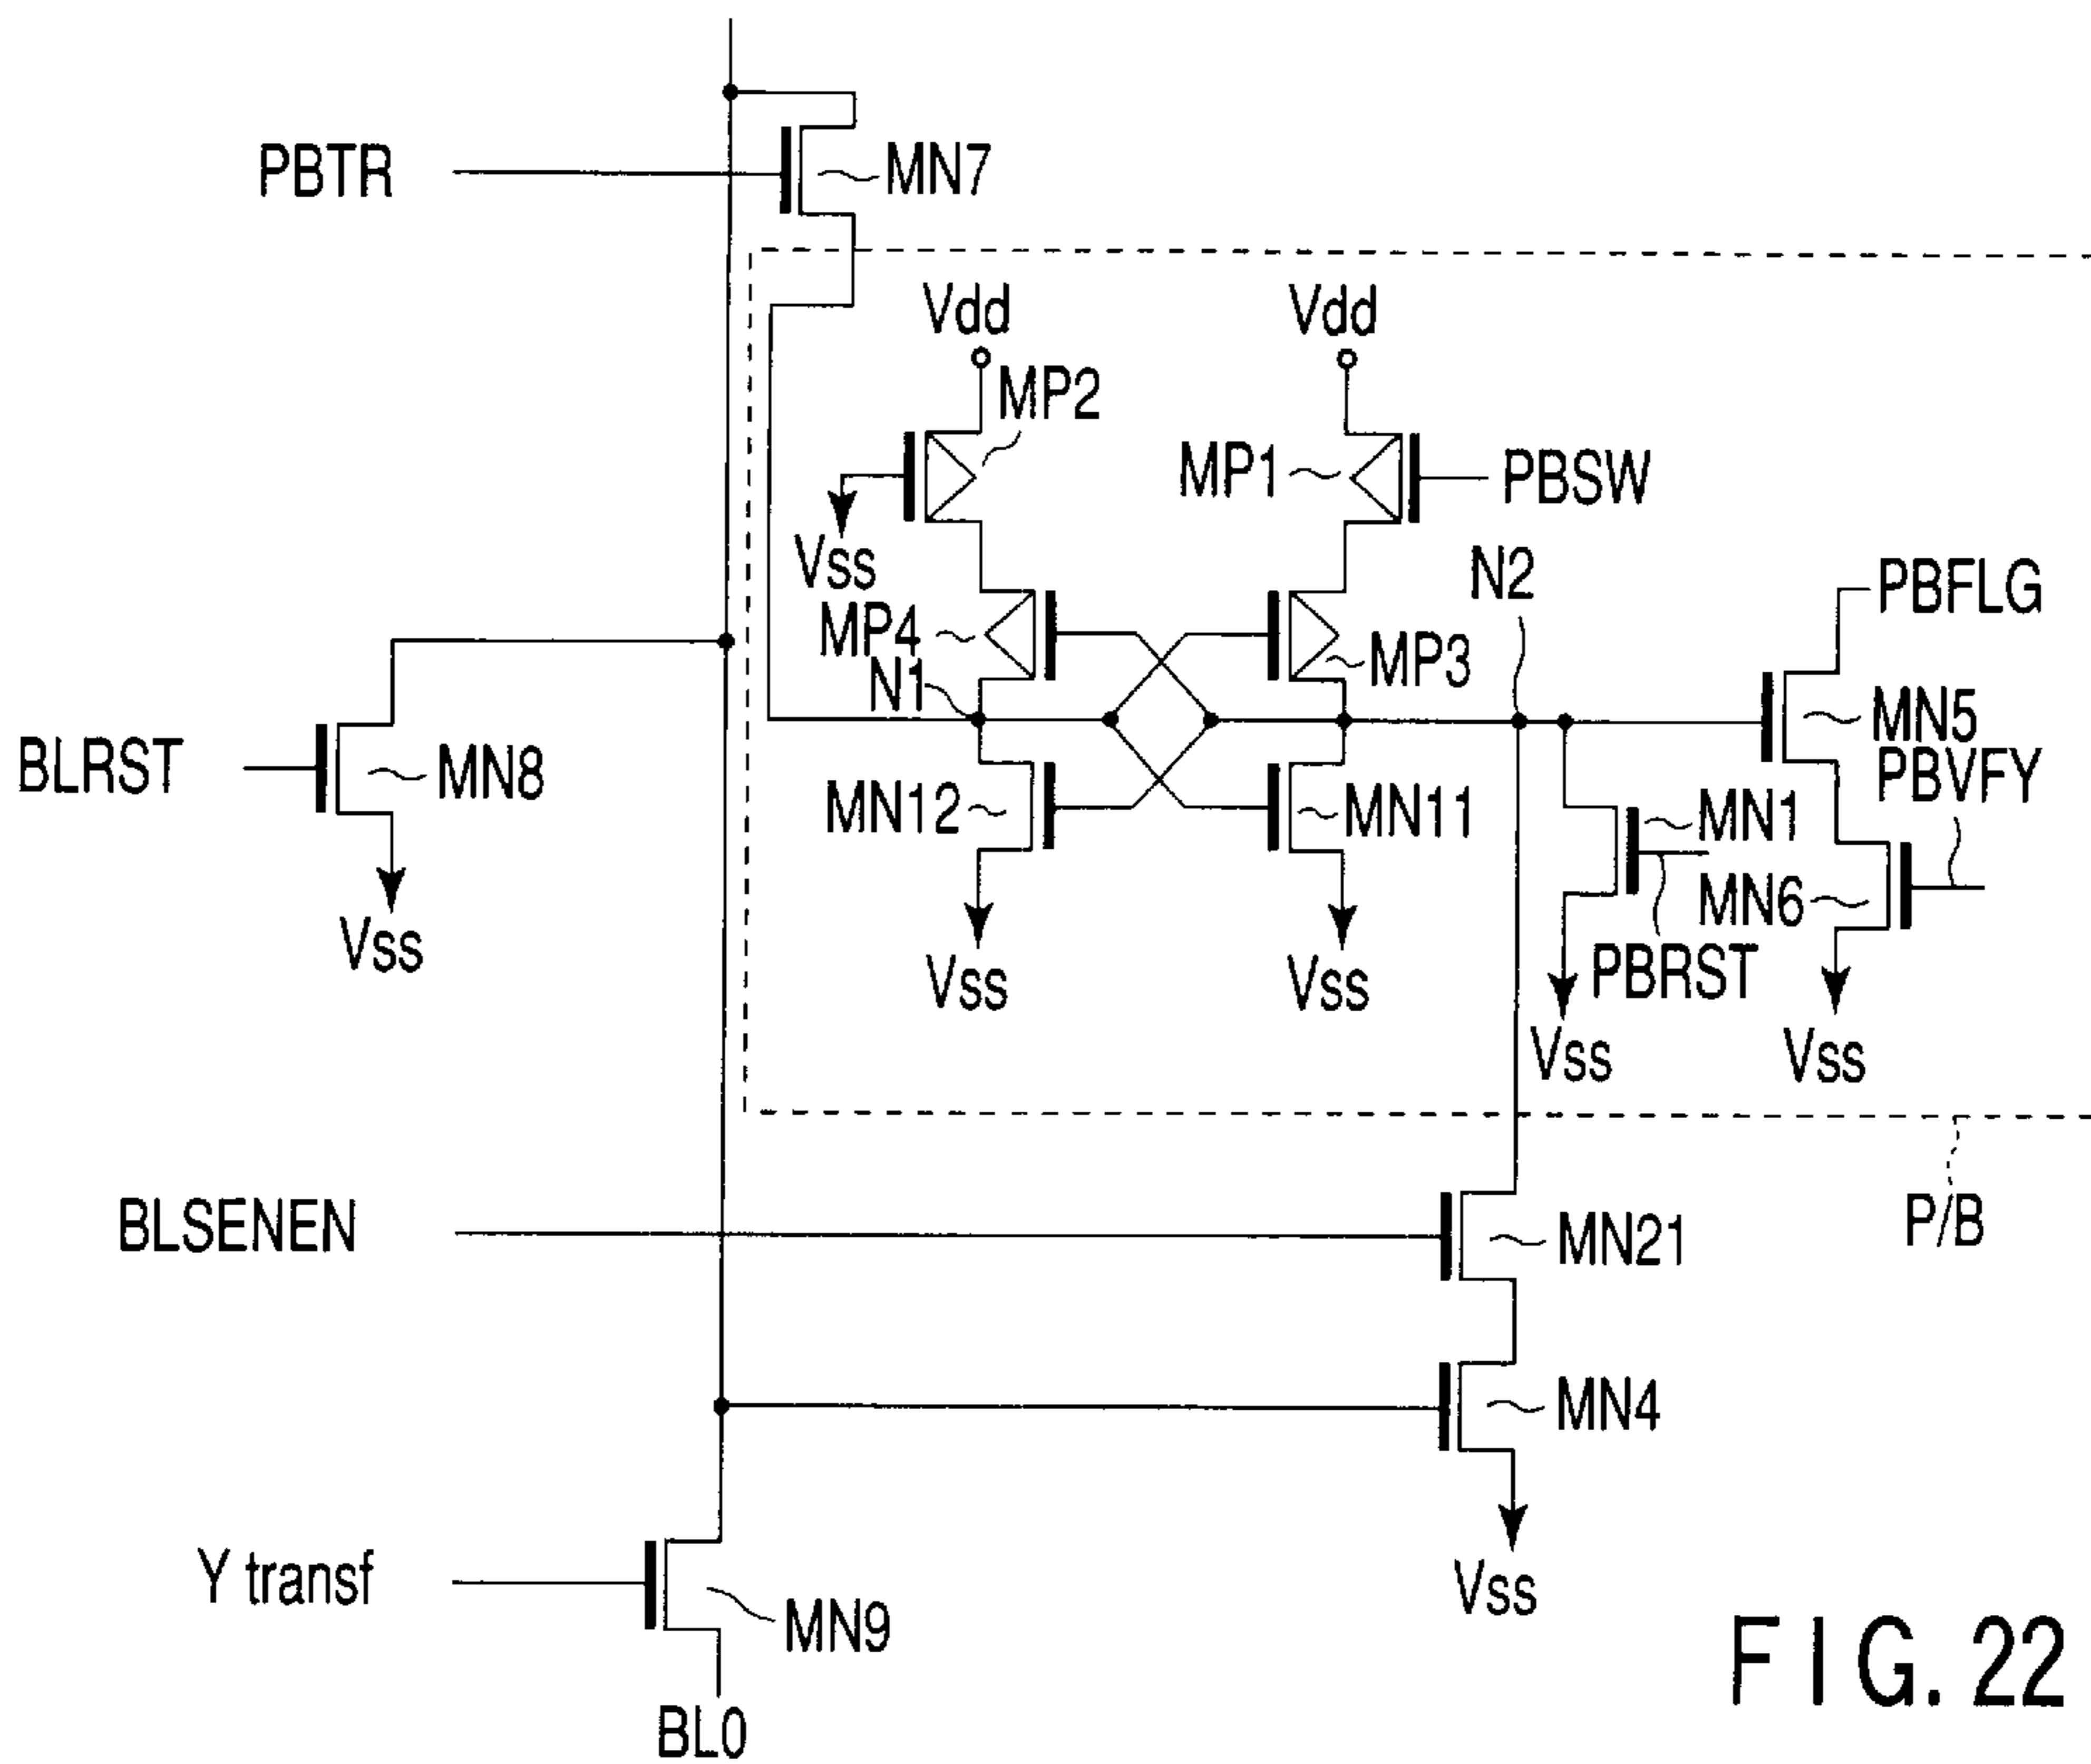 PBTR
MN7
Vdd
Vdd
MP2
MP1
PBSW
Vss
N2
PBFLG
MP4
MP3
N1
MN5
BLRST
MN8
PBVFY
MN12
MN11
MN1
MN6
Vss
Vss
Vss
PBRST
Vss
Vss
BLSENEN
MN21
P/B
MN4
Y transf
MN9
Vss
BL0
FIG. 22